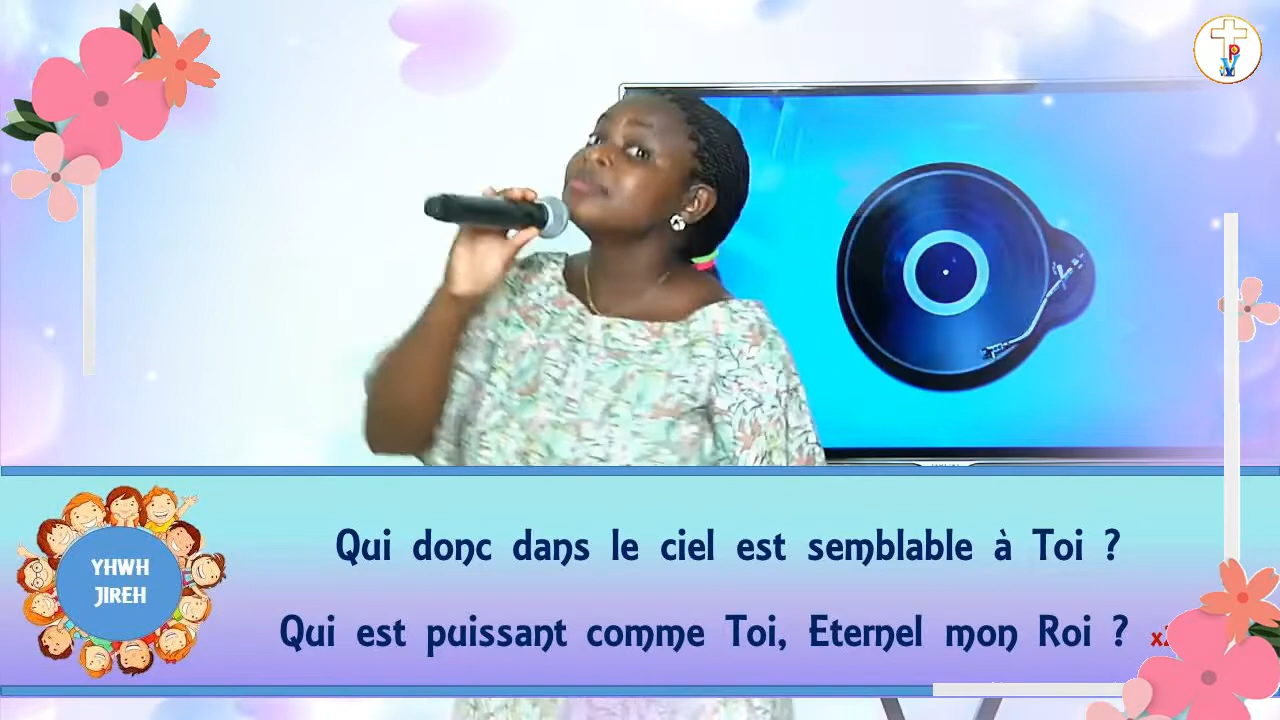 YHWH
JIREH
Qui donc dans le ciel est semblable à Toi ?
Qui est puissant comme Toi, Eternel mon Roi ?